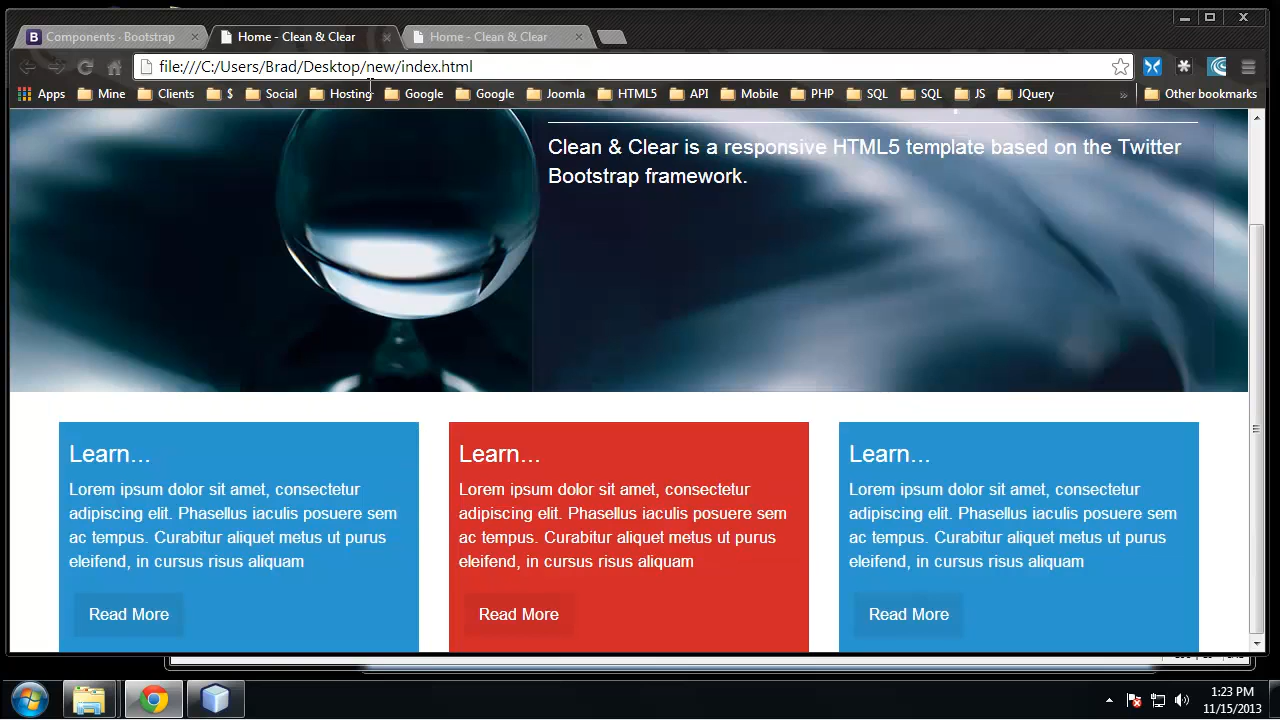 Components · Bootstrap
Home - Clean & Clear
Home - Clean & Clear
file:///C:/Users/Brad/Desktop/new/index.html
Apps Mine Clients $ Social Hosting Google Google Joomla HTML5 API Mobile PHP SQL SQL JS JQuery » Other bookmarks
Clean & Clear is a responsive HTML5 template based on the Twitter
Bootstrap framework.
Learn...
Lorem ipsum dolor sit amet, consectetur
adipiscing elit. Phasellus iaculis posuere sem
ac tempus. Curabitur aliquet metus ut purus
eleifend, in cursus risus aliquam
Read More
Learn...
Lorem ipsum dolor sit amet, consectetur
adipiscing elit. Phasellus iaculis posuere sem
ac tempus. Curabitur aliquet metus ut purus
eleifend, in cursus risus aliquam
Read More
Learn...
Lorem ipsum dolor sit amet, consectetur
adipiscing elit. Phasellus iaculis posuere sem
ac tempus. Curabitur aliquet metus ut purus
eleifend, in cursus risus aliquam
Read More
1:23 PM
11/15/2013